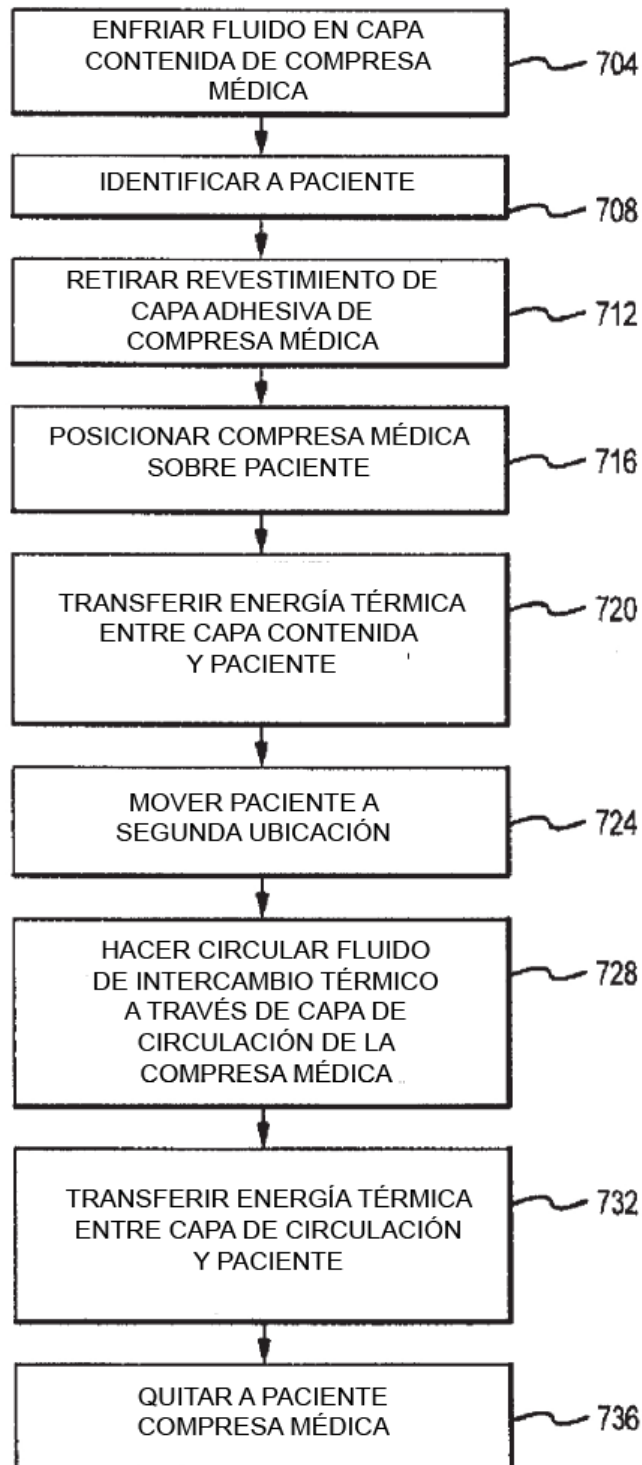 ENFRIAR FLUIDO EN CAPA
CONTENIDA DE COMPRESA
MÉDICA
704
IDENTIFICAR A PACIENTE
708
RETIRAR REVESTIMIENTO DE
CAPA ADHESIVA DE
COMPRESA MÉDICA
712
POSICIONAR COMPRESA MÉDICA
SOBRE PACIENTE
716
TRANSFERIR ENERGÍA TÉRMICA
ENTRE CAPA CONTENIDA
Y PACIENTE
720
MOVER PACIENTE A
SEGUNDA UBICACIÓN
724
HACER CIRCULAR FLUIDO
DE INTERCAMBIO TÉRMICO
A TRAVÉS DE CAPA DE
CIRCULACIÓN DE LA
COMPRESA MÉDICA
728
TRANSFERIR ENERGÍA TÉRMICA
ENTRE CAPA DE CIRCULACIÓN
Y PACIENTE
732
QUITAR A PACIENTE
COMPRESA MÉDICA
736